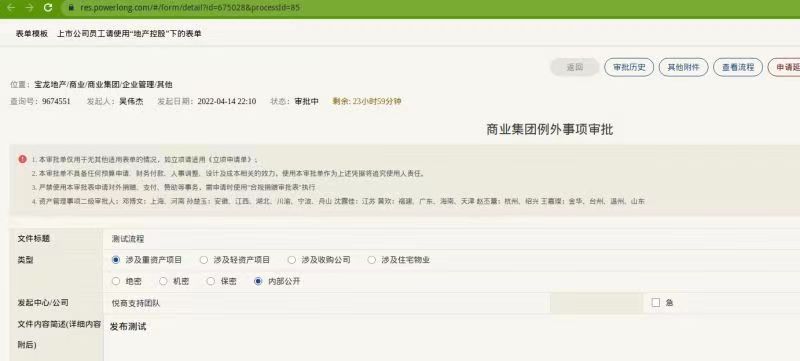 res.powerlong.com/#/form/detail?id=675028&processId=85
表单模板 上市公司员工请使用“地产控股”下的表单
返回 审批历史 其他附件 查看流程 申请延
位置： 宝龙地产/商业/商业集团/企业管理/其他
查询号： 9674551 发起人： 吴伟杰 发起日期： 2022-04-14 22:10 状态： 审批中 剩余: 23小时59分钟
商业集团例外事项审批
1. 本审批单仅用于无其他适用表单的情况，如立项请适用《立项申请单》；
2. 本审批单不具备任何预算申请、财务付款、人事调整、设计及成本相关的效力，使用本审批单作为上述凭据将追究使用人责任。
3. 严禁使用本审批表申请对外捐赠、支付、赞助等事务，需申请时使用“合规捐赠审批表”执行
4. 资产管理事项二级审批人：邓博文：上海、河南 孙楚玉：安徽、江西、湖北、川渝、宁波、舟山 沈露佳：江苏 黄欢：福建、广东、海南、天津 赵丕薰：杭州、绍兴 王嘉璨：金华、台州、温州、山东
文件标题 测试流程
类型 涉及重资产项目 涉及轻资产项目 涉及收购公司 涉及住宅物业
绝密 机密 保密 内部公开
发起中心/公司 悦商支持团队 急
文件内容简述(详细内容 发布测试
附后)